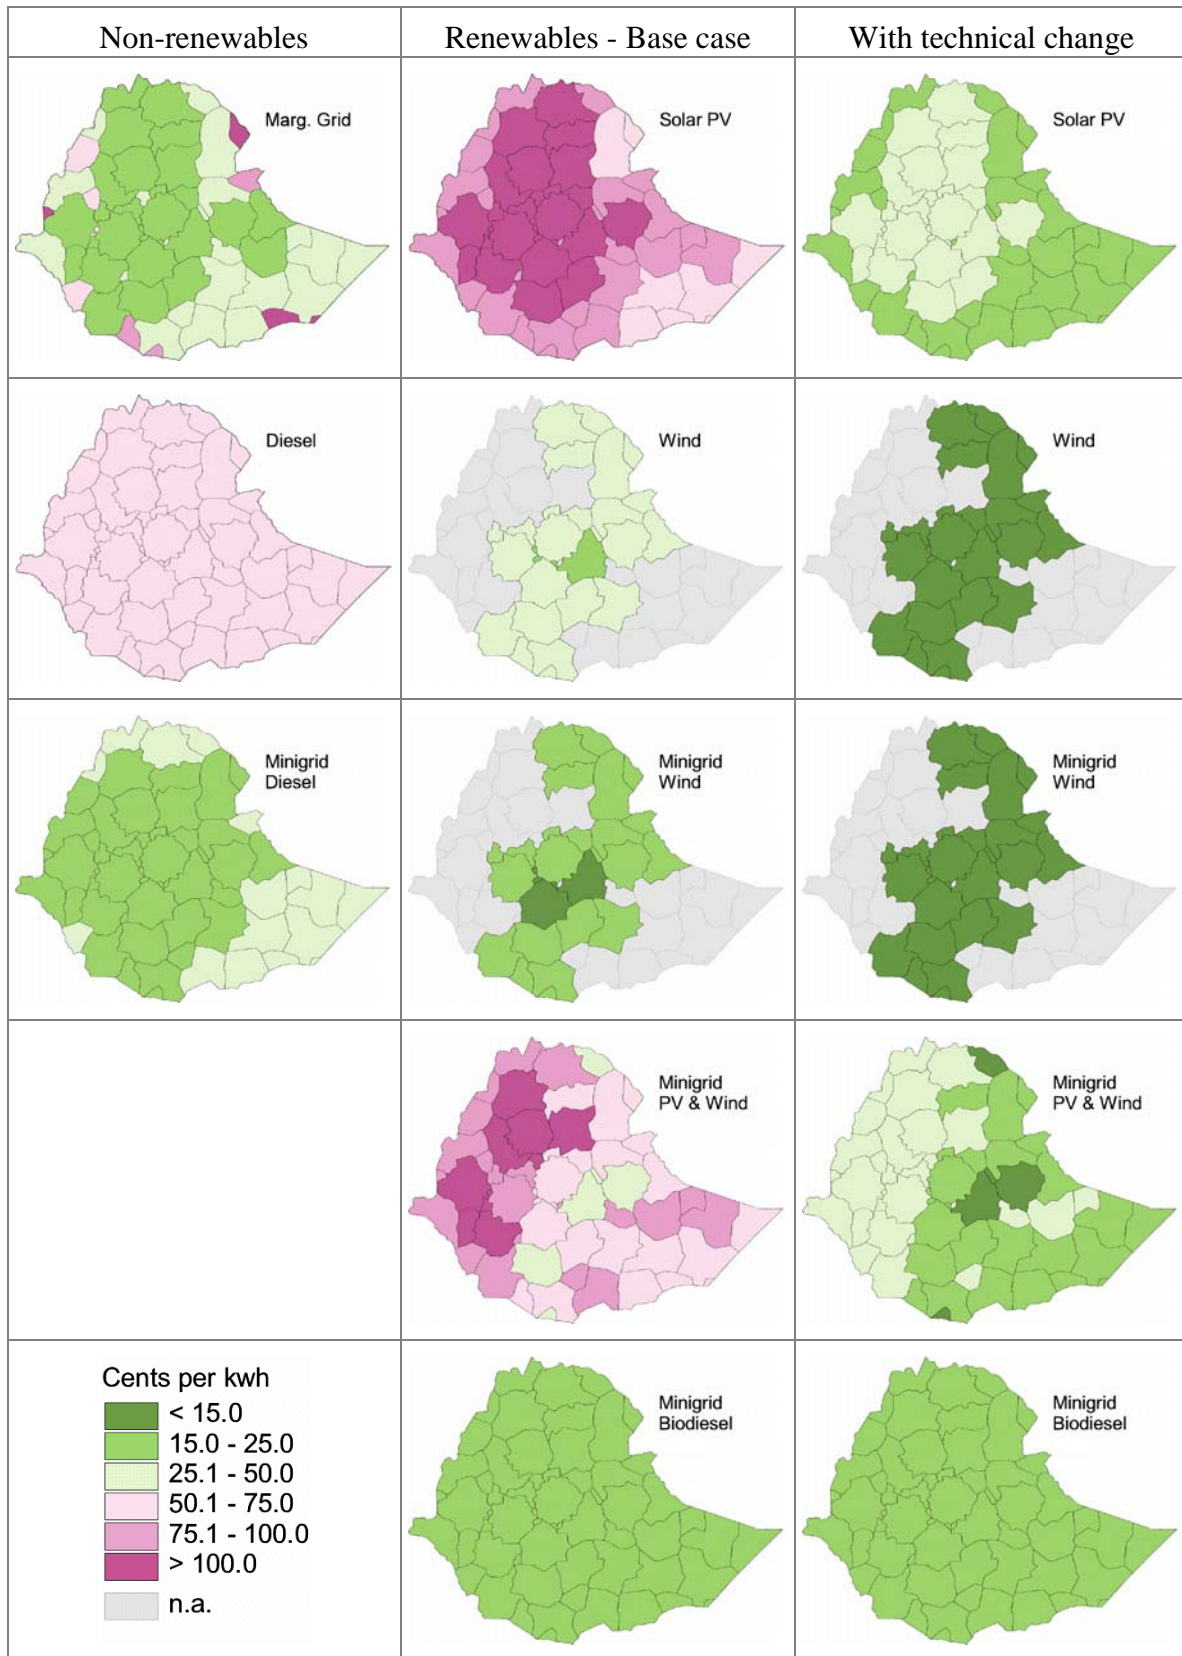 Non-renewables
Renewables - Base case
With technical change
Marg. Grid
Solar PV
Solar PV
Diesel
Wind
Wind
Minigrid
Diesel
Minigrid
Wind
Minigrid
Wind
Minigrid
PV & Wind
Minigrid
PV & Wind
Cents per kwh
< 15.0
15.0 - 25.0
25.1 - 50.0
50.1 - 75.0
75.1 - 100.0
> 100.0
n.a.
Minigrid
Biodiesel
Minigrid
Biodiesel